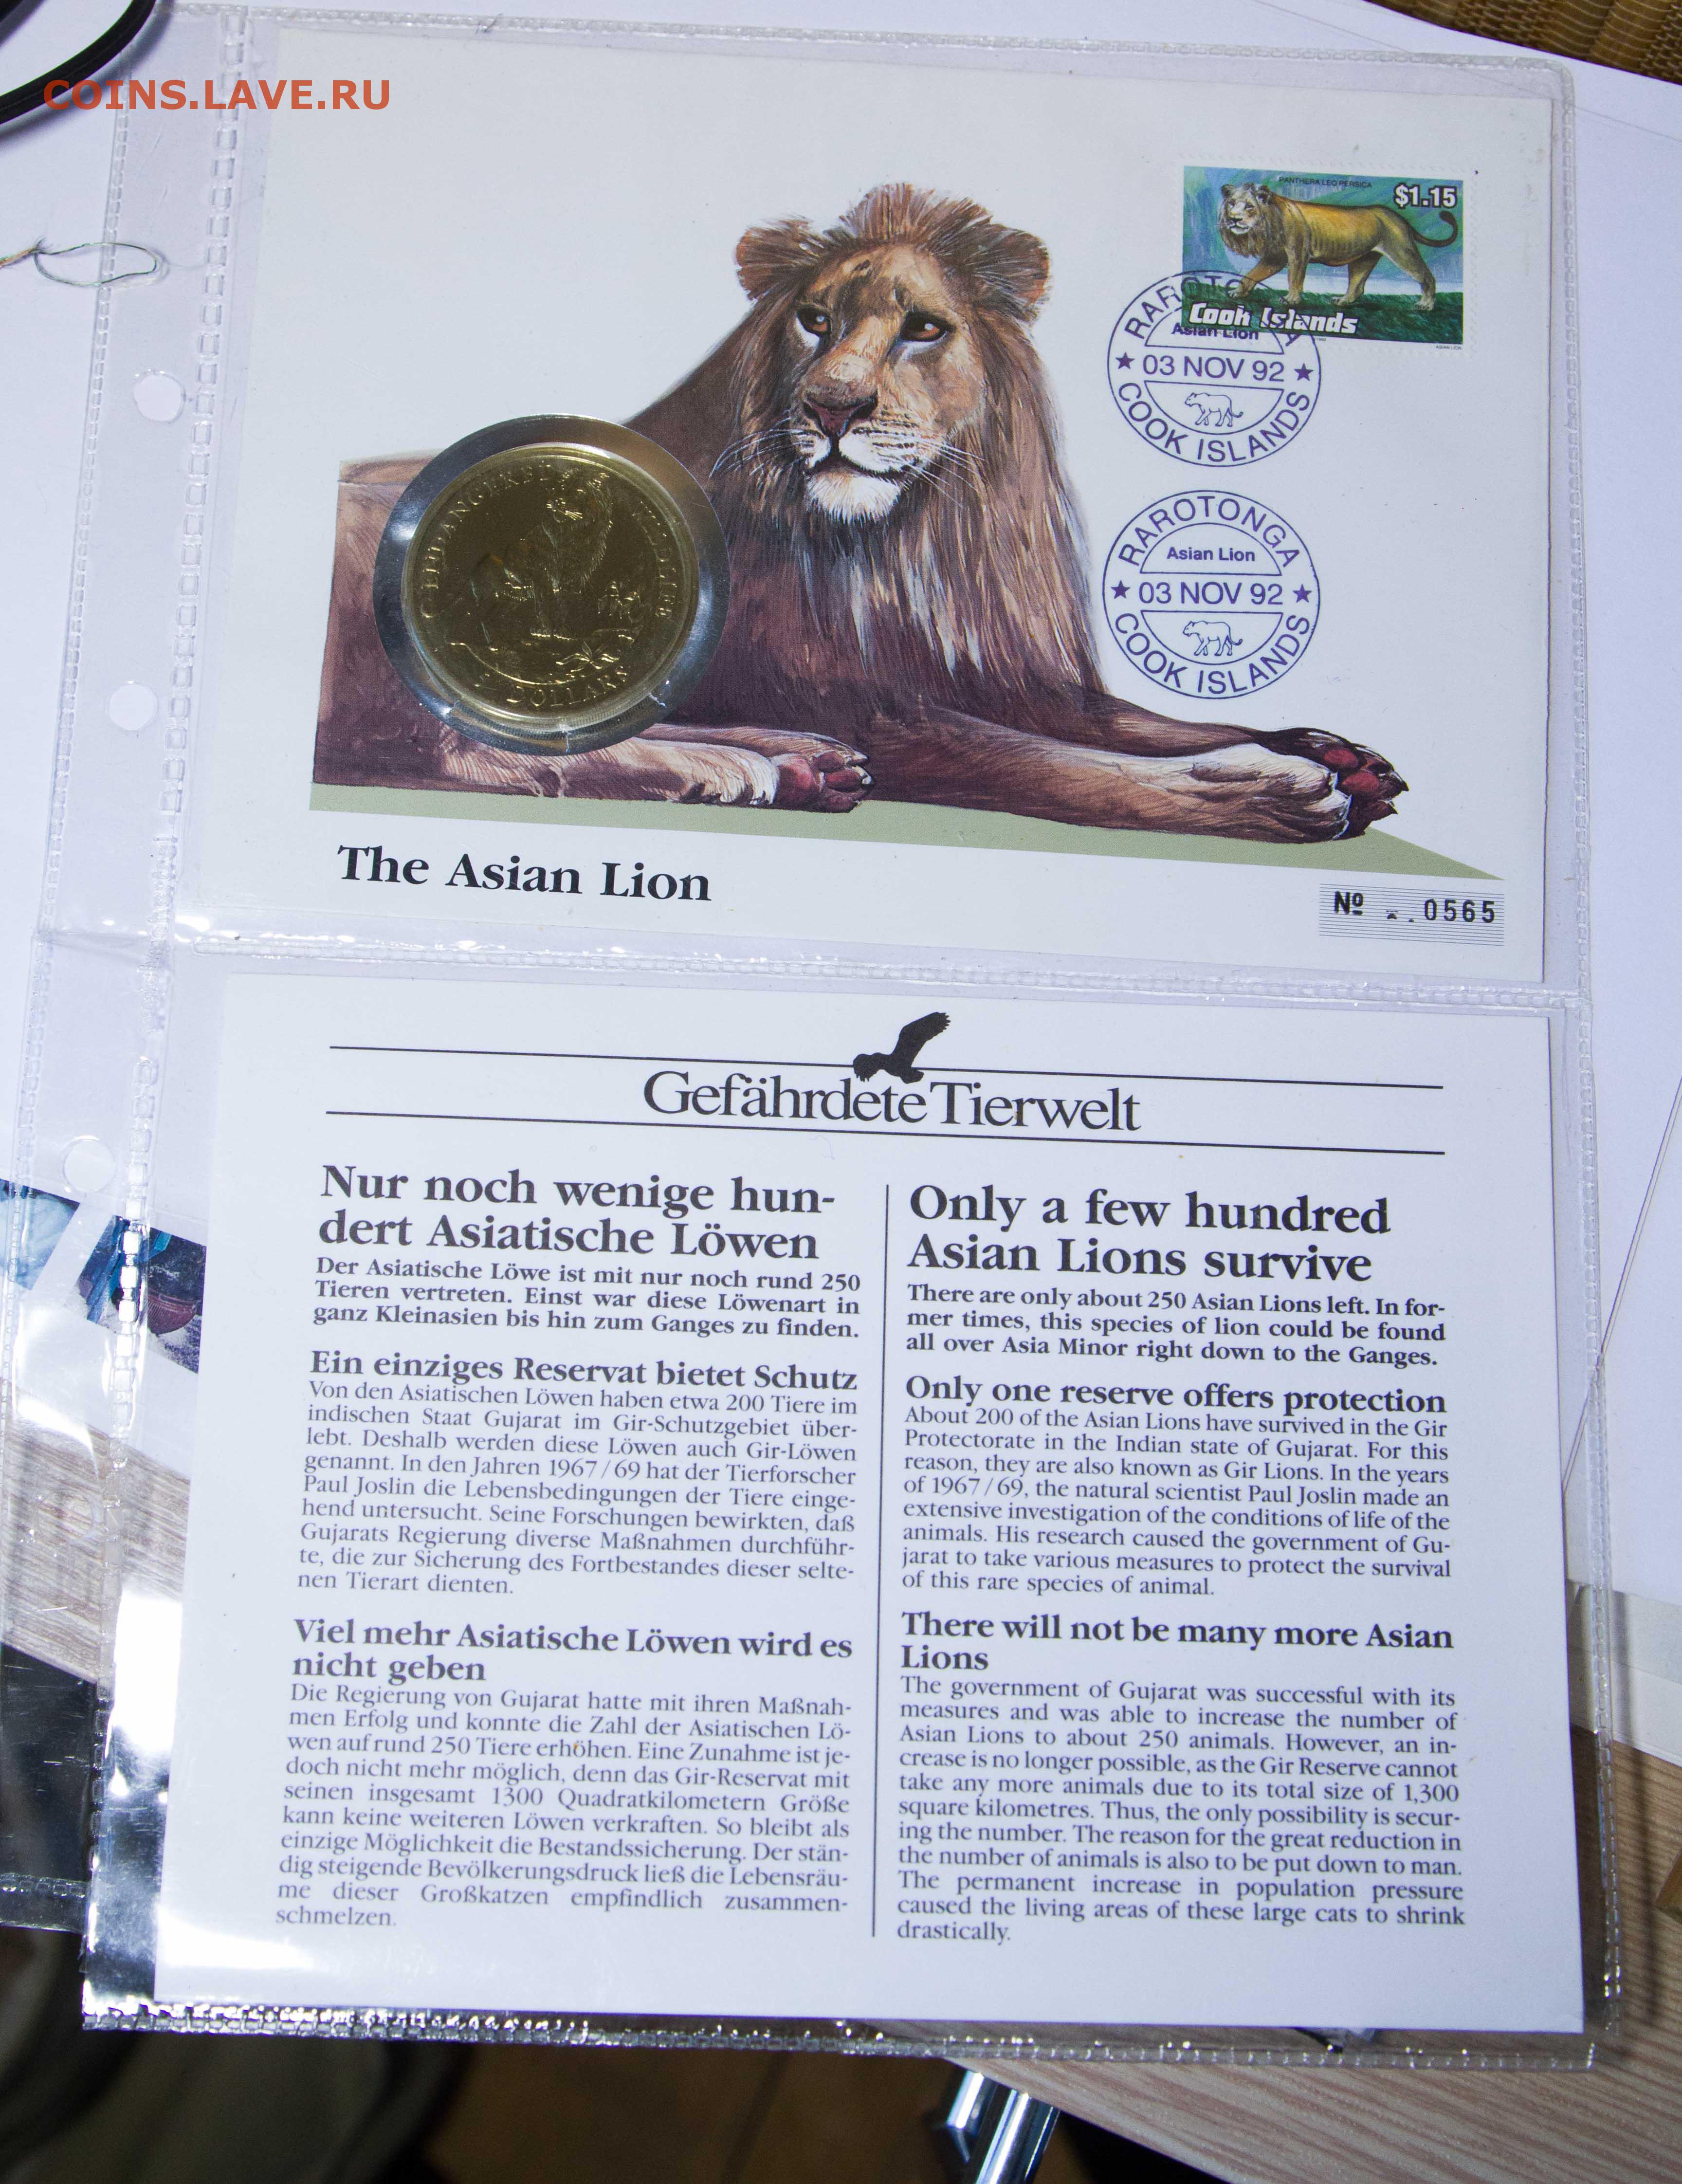 COINS.LAVE.RU
PANTHERA LEO PERSICA
$1.15
Cook Islands
ASIAN LION
RAROTONGA
Asian Lion
★ 03 NOV 92 ★
COOK ISLANDS
RAROTONGA
Asian Lion
★ 03 NOV 92 ★
COOK ISLANDS
ENDANGERED WILDLIFE
5 DOLLARS
The Asian Lion
Nº 0565
Gefährdete Tierwelt
Nur noch wenige hun-
dert Asiatische Löwen
Der Asiatische Löwe ist mit nur noch rund 250
Tieren vertreten. Einst war diese Löwenart in
ganz Kleinasien bis hin zum Ganges zu finden.
Ein einziges Reservat bietet Schutz
Von den Asiatischen Löwen haben etwa 200 Tiere im
indischen Staat Gujarat im Gir-Schutzgebiet über-
lebt. Deshalb werden diese Löwen auch Gir-Löwen
genannt. In den Jahren 1967/69 hat der Tierforscher
Paul Joslin die Lebensbedingungen der Tiere einge-
hend untersucht. Seine Forschungen bewirkten, daß
Gujarats Regierung diverse Maßnahmen durchführ-
te, die zur Sicherung des Fortbestandes dieser selte-
nen Tierart dienten.
Viel mehr Asiatische Löwen wird es
nicht geben
Die Regierung von Gujarat hatte mit ihren Maßnah-
men Erfolg und konnte die Zahl der Asiatischen Lö-
wen auf rund 250 Tiere erhöhen. Eine Zunahme ist je-
doch nicht mehr möglich, denn das Gir-Reservat mit
seinen insgesamt 1300 Quadratkilometern Größe
kann keine weiteren Löwen verkraften. So bleibt als
einzige Möglichkeit die Bestandssicherung. Der stän-
dig steigende Bevölkerungsdruck ließ die Lebensräu-
me dieser Großkatzen empfindlich zusammen-
schmelzen.
Only a few hundred
Asian Lions survive
There are only about 250 Asian Lions left. In for-
mer times, this species of lion could be found
all over Asia Minor right down to the Ganges.
Only one reserve offers protection
About 200 of the Asian Lions have survived in the Gir
Protectorate in the Indian state of Gujarat. For this
reason, they are also known as Gir Lions. In the years
of 1967/69, the natural scientist Paul Joslin made an
extensive investigation of the conditions of life of the
animals. His research caused the government of Gu-
jarat to take various measures to protect the survival
of this rare species of animal.
There will not be many more Asian
Lions
The government of Gujarat was successful with its
measures and was able to increase the number of
Asian Lions to about 250 animals. However, an in-
crease is no longer possible, as the Gir Reserve cannot
take any more animals due to its total size of 1,300
square kilometres. Thus, the only possibility is secur-
ing the number. The reason for the great reduction in
the number of animals is also to be put down to man.
The permanent increase in population pressure
caused the living areas of these large cats to shrink
drastically.